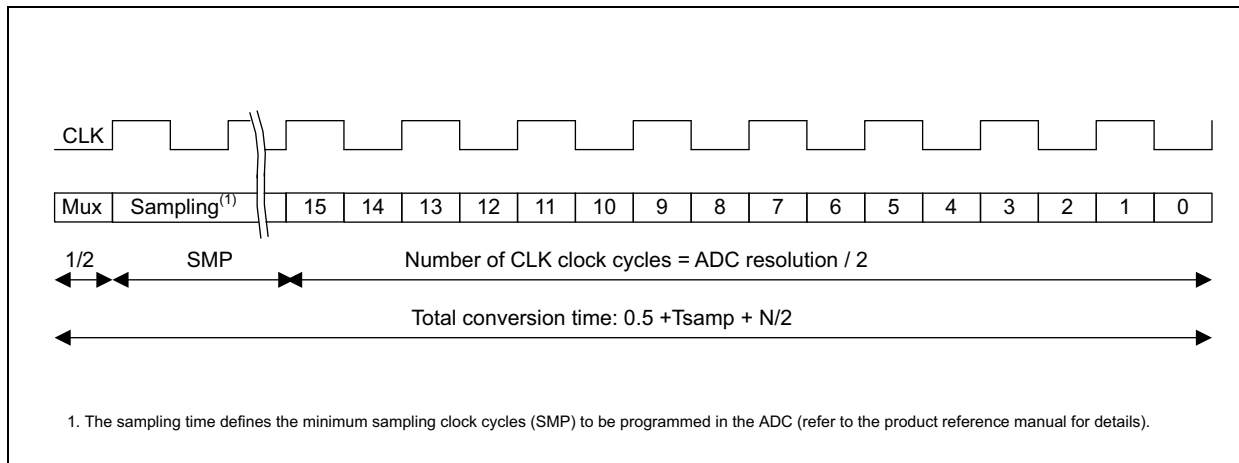 CLK
Mux Sampling(1) 15 14 13 12 11 10 9 8 7 6 5 4 3 2 1 0
1/2 SMP Number of CLK clock cycles = ADC resolution / 2
Total conversion time: 0.5 +Tsamp + N/2
1. The sampling time defines the minimum sampling clock cycles (SMP) to be programmed in the ADC (refer to the product reference manual for details).